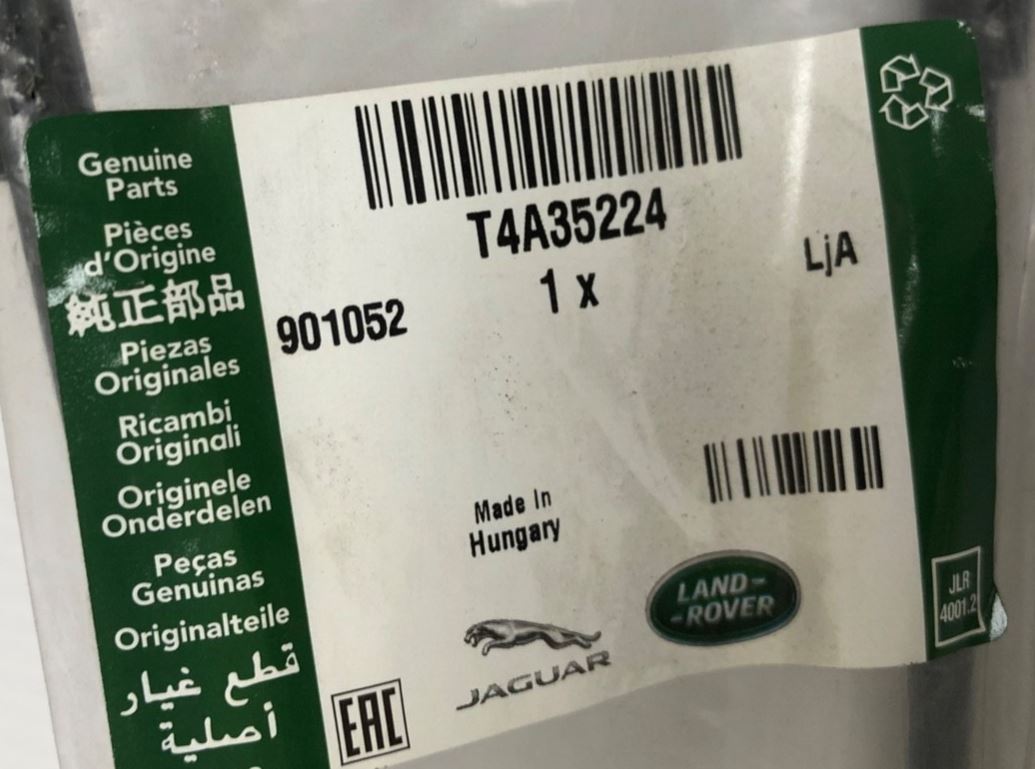 Genuine
Parts
Pièces
d'Origine
純正部品
Piezas
Originales
Ricambi
Originali
Originele
Onderdelen
Peças
Genuinas
Originalteile
قطع غيار
أصلية
T4A35224
1 x
LjA
901052
Made In
Hungary
LAND-
-ROVER
JAGUAR
EAC
JLR
4001.2